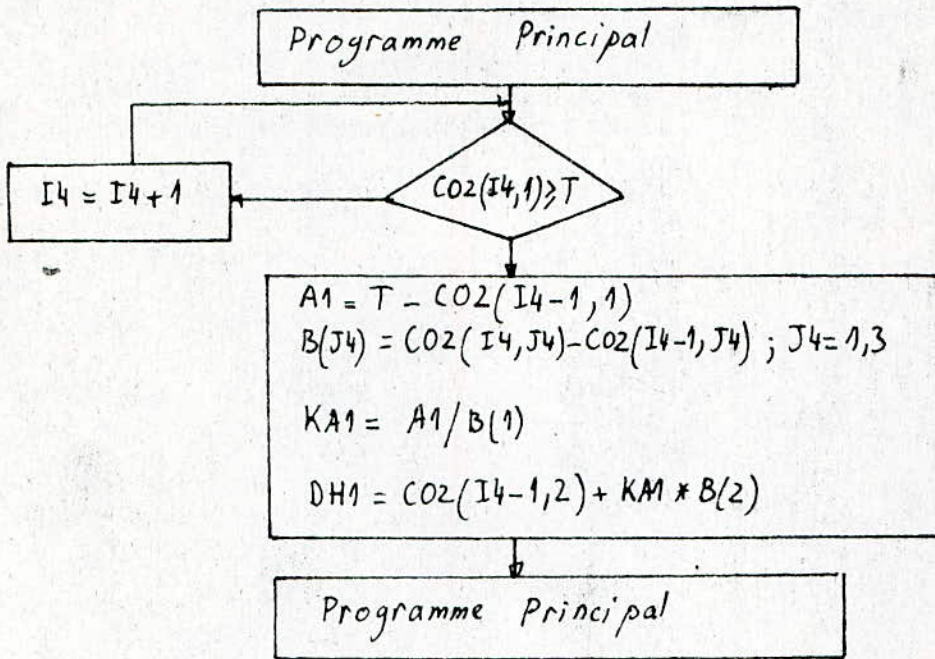 Programme Principal
CO2(I4,1)≥T
I4 = I4+1
A1 = T - CO2(I4-1,1)
B(J4) = CO2(I4,J4)-CO2(I4-1,J4) ; J4=1,3
KA1 = A1/B(1)
DH1 = CO2(I4-1,2) + KA1 * B(2)
Programme Principal